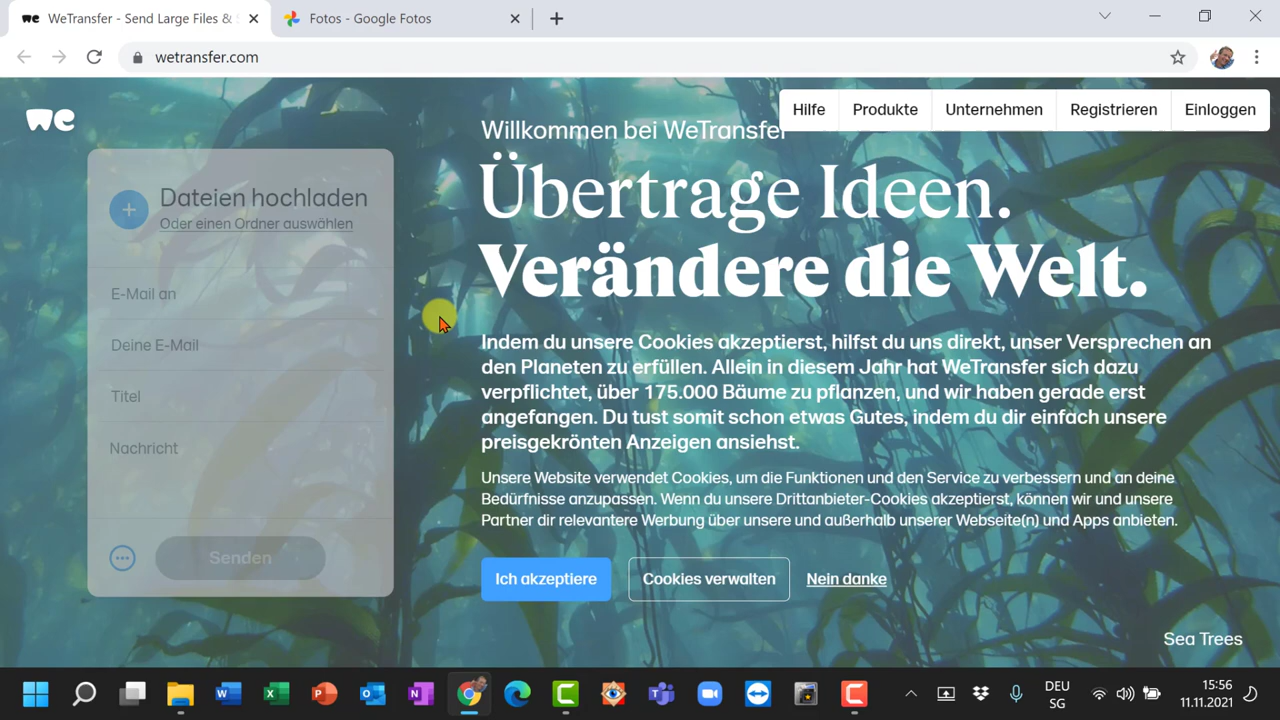 WeTransfer - Send Large Files &
Fotos - Google Fotos
wetransfer.com
we
Hilfe
Produkte
Unternehmen
Registrieren
Einloggen
Willkommen bei WeTransfer
Übertrage Ideen.
Verändere die Welt.
Dateien hochladen
Oder einen Ordner auswählen
E-Mail an
Deine E-Mail
Titel
Nachricht
Senden
Indem du unsere Cookies akzeptierst, hilfst du uns direkt, unser Versprechen an
den Planeten zu erfüllen. Allein in diesem Jahr hat WeTransfer sich dazu
verpflichtet, über 175.000 Bäume zu pflanzen, und wir haben gerade erst
angefangen. Du tust somit schon etwas Gutes, indem du dir einfach unsere
preisgekrönten Anzeigen ansiehst.
Unsere Website verwendet Cookies, um die Funktionen und den Service zu verbessern und an deine
Bedürfnisse anzupassen. Wenn du unsere Drittanbieter-Cookies akzeptierst, können wir und unsere
Partner dir relevantere Werbung über unsere und außerhalb unserer Webseite(n) und Apps anbieten.
Ich akzeptiere
Cookies verwalten
Nein danke
Sea Trees
DEU
SG
15:56
11.11.2021